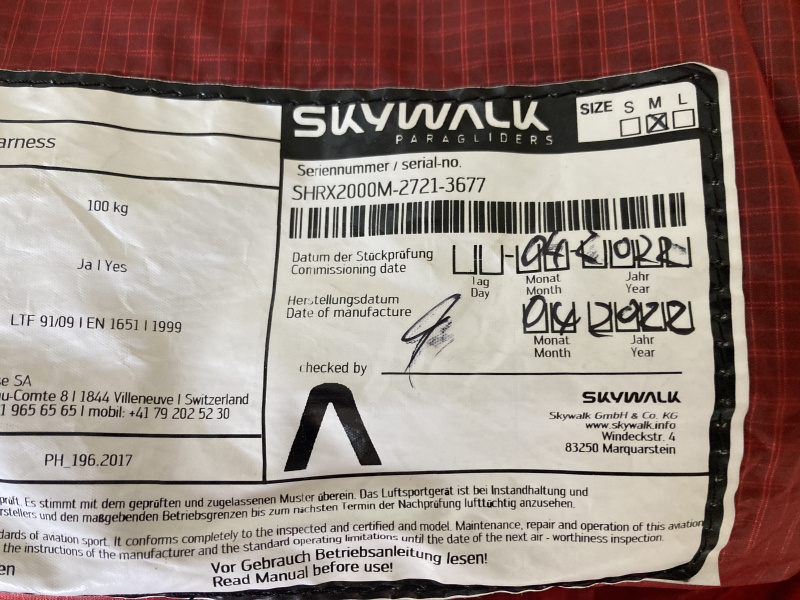 arness
100 kg
Ja | Yes
LTF 91/09 | EN 1651 | 1999
se SA
u-Comte 8 | 1844 Villeneuve | Switzerland
1 965 65 65 | mobil: +41 79 202 52 30
PH_196.2017
SKYWALK
PARAGLIDERS
SIZE S M L
Seriennummer / serial-no.
SHRX2000M-2721-3677
Datum der Stückprüfung
Commissioning date
Tag
Day
04
Monat
Month
2022
Jahr
Year
Herstellungsdatum
Date of manufacture
04 2022
Monat
Month
Jahr
Year
checked by
SKYWALK
Skywalk GmbH & Co. KG
www.skywalk.info
Windeckstr. 4
83250 Marquarstein
prüft. Es stimmt mit dem geprüften und zugelassenen Muster überein. Das Luftsportgerät ist bei Instandhaltung und
rstellers und den maßgebenden Betriebsgrenzen bis zum nächsten Termin der Nachprüfung lufttüchtig anzusehen.
dards of aviation sport. It conforms completely to the inspected and certified and model. Maintenance, repair and operation of this aviation
the instructions of the manufacturer and the standard operating limitations until the date of the next air - worthiness inspection.
en
Vor Gebrauch Betriebsanleitung lesen!
Read Manual before use!